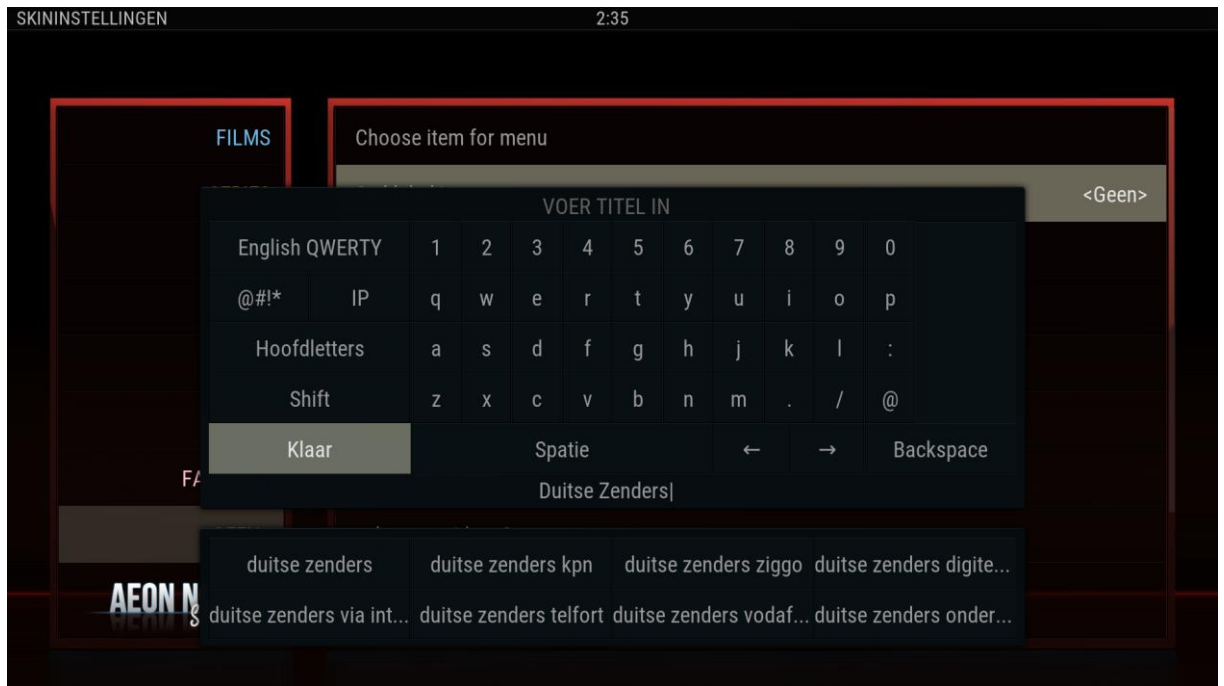 SKININSTELLINGEN 2:35
FILMS
Choose item for menu
<Geen>
VOER TITEL IN
English QWERTY 1 2 3 4 5 6 7 8 9 0
@#!* IP q w e r t y u i o p
Hoofdletters a s d f g h j k l :
Shift z x c v b n m . / @
Klaar Spatie ← → Backspace
Duitse Zenders|
duitse zenders duitse zenders kpn duitse zenders ziggo duitse zenders digite...
duitse zenders via int... duitse zenders telfort duitse zenders vodaf... duitse zenders onder...
AEON N